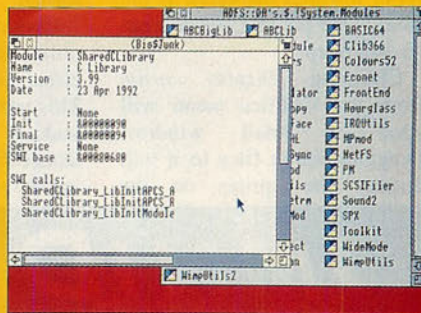 ADFS::DA's.$.!System.Modules
ABCBigLib
ABCLib
BASIC64
(Bio$Junk)
Module : SharedCLibrary
Name : C Library
Version : 3.99
Date : 23 Apr 1992
Start : None
Init : &00000090
Final : &00000094
Service : None
SWI base : &00080680
SWI calls:
SharedCLibrary_LibInitAPCS_A
SharedCLibrary_LibInitAPCS_R
SharedCLibrary_LibInitModule
Clib366
Colours52
Econet
FrontEnd
Hourglass
IRQUtils
MPmod
NetFS
PM
SCSIFiler
Sound2
SPX
Toolkit
WideMode
WimpUtils
WimpUtils2